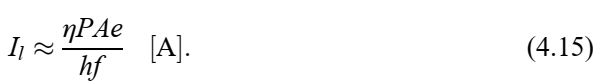 I_l ≈ ηPAe / hf [A]. (4.15)